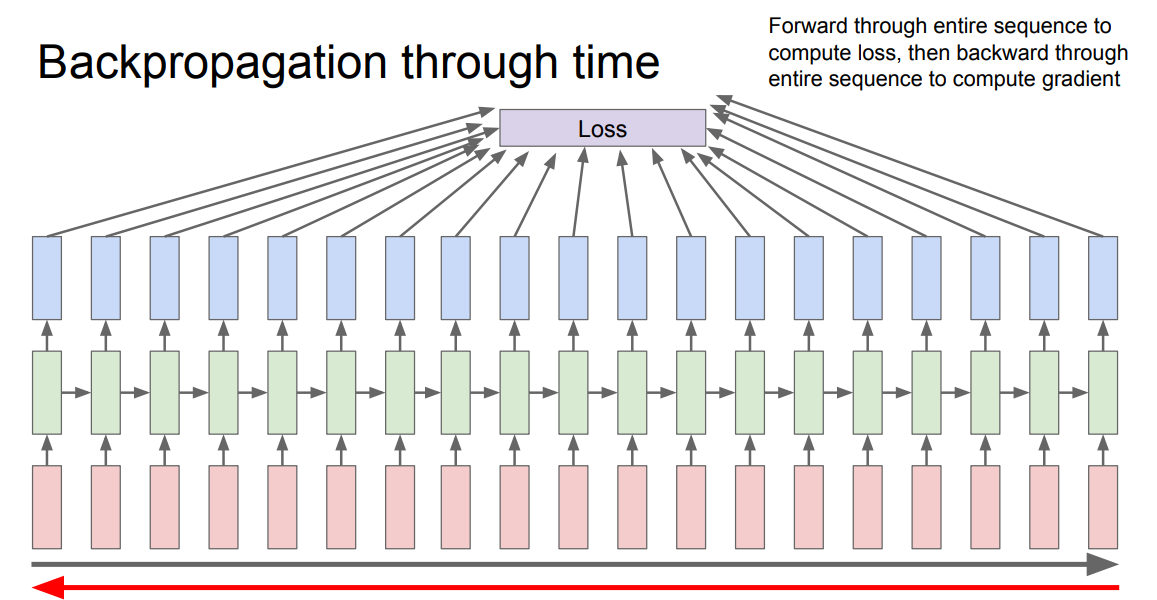 Backpropagation through time
Forward through entire sequence to
compute loss, then backward through
entire sequence to compute gradient
Loss